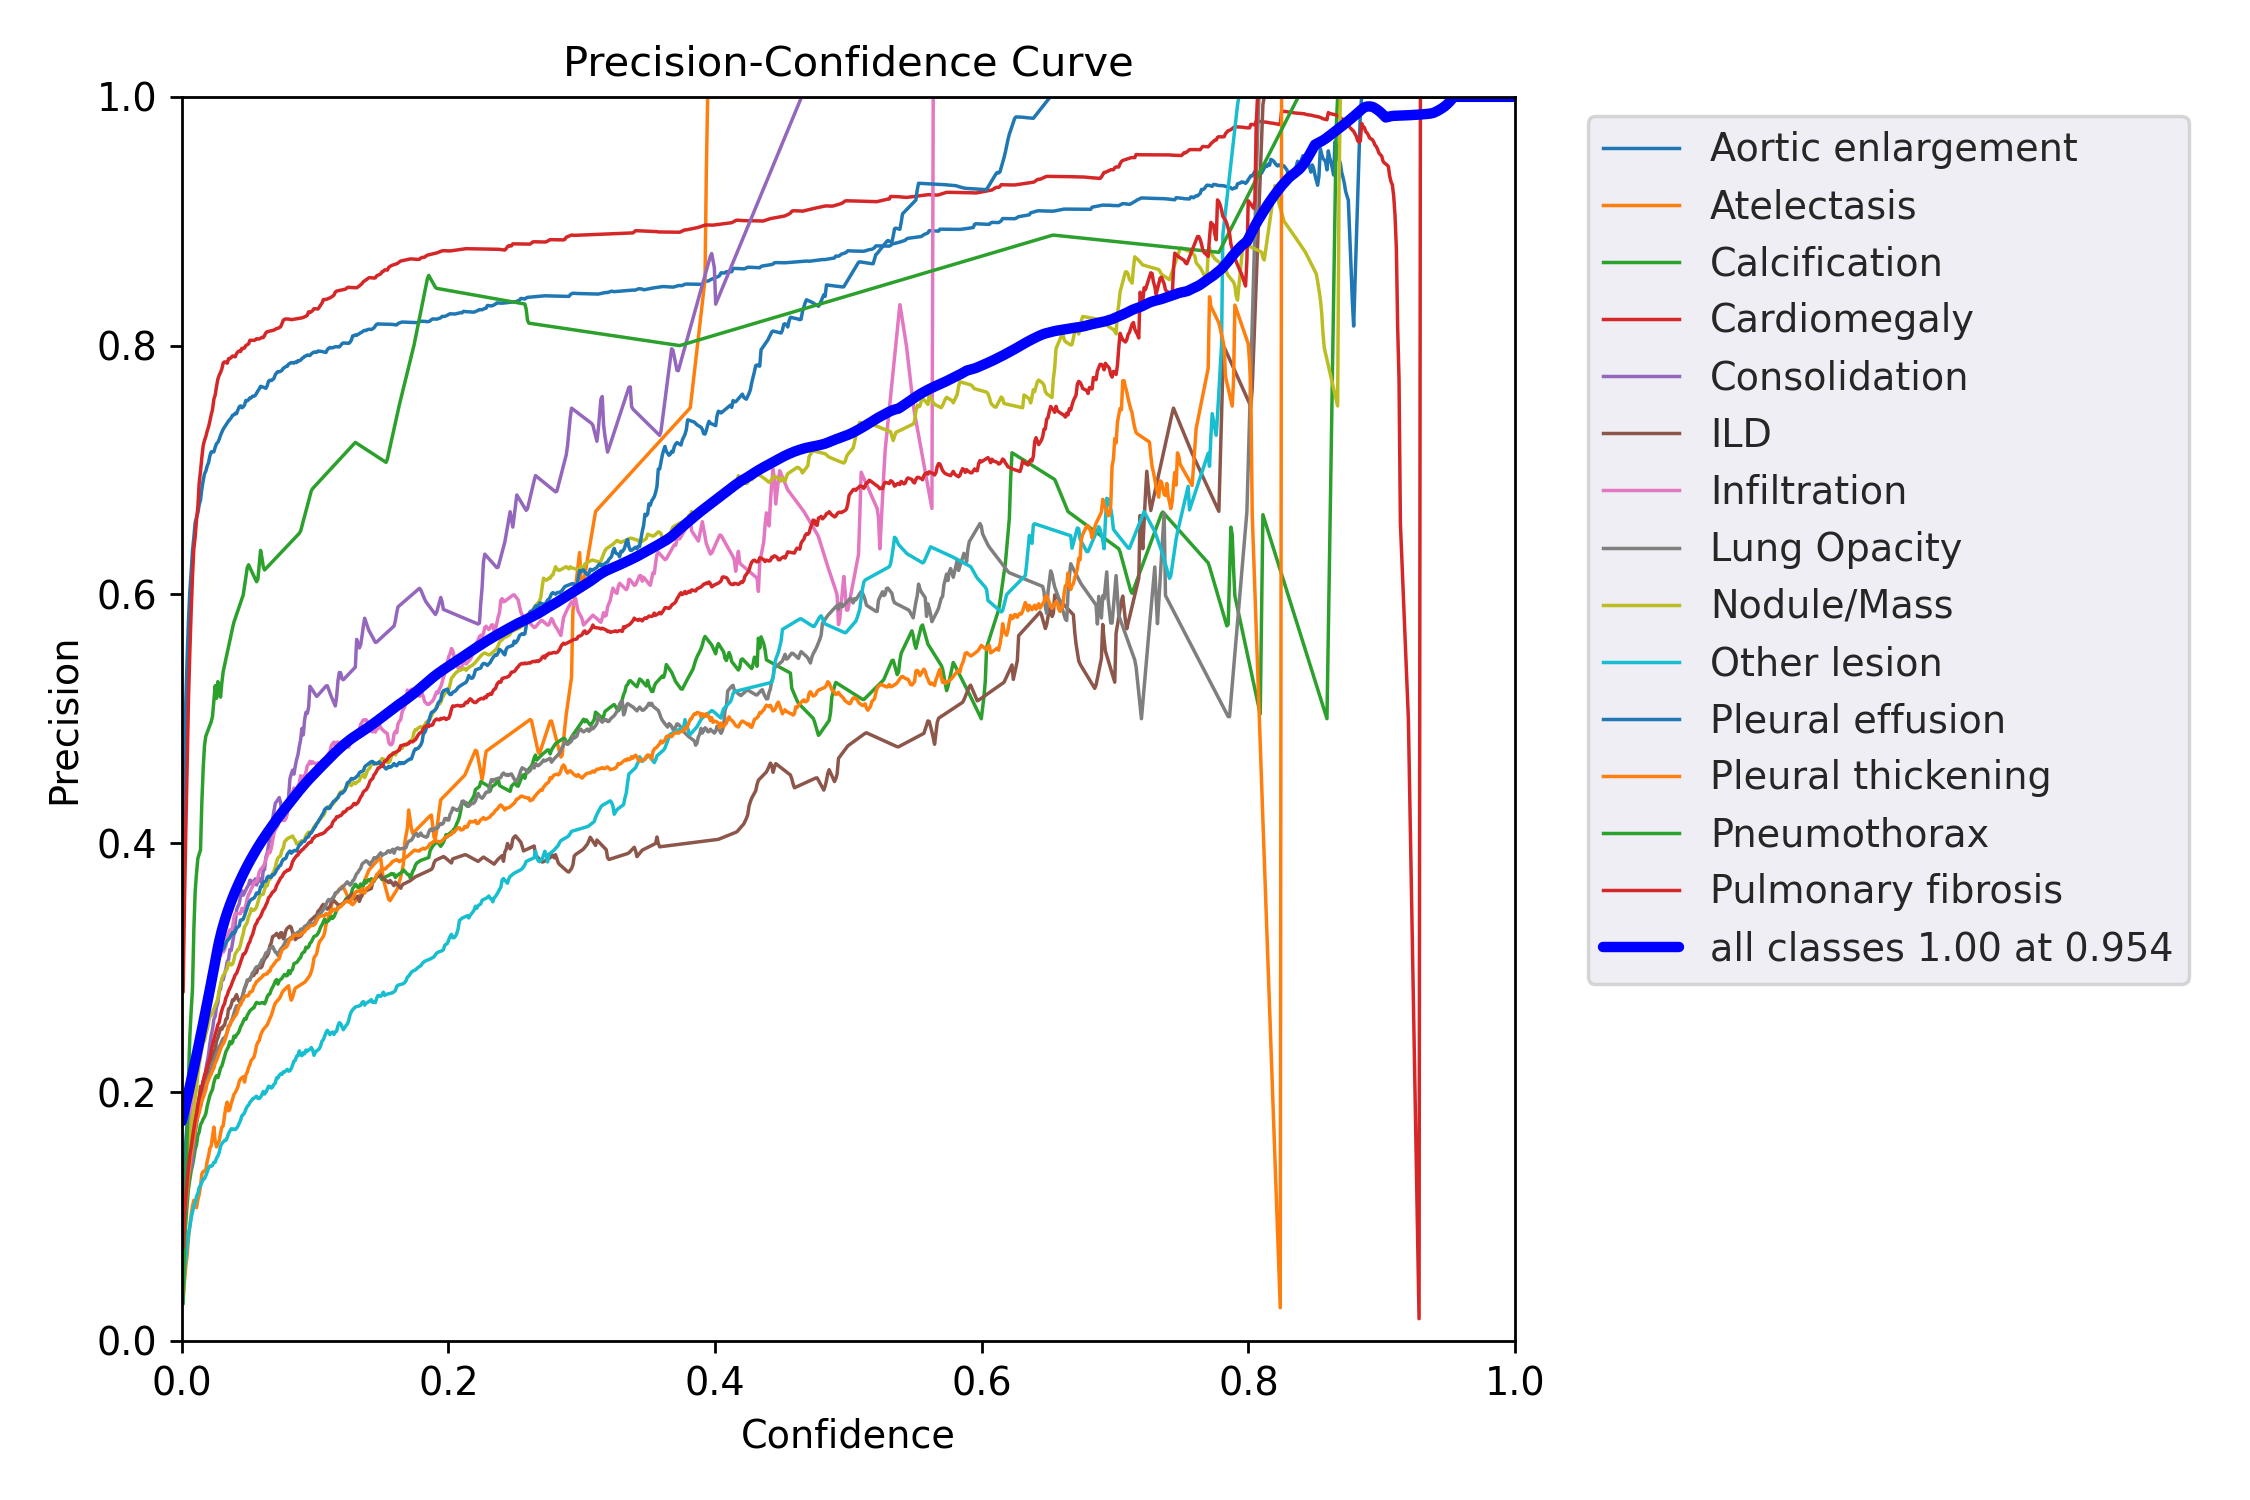 Precision-Confidence Curve
1.0
0.8
0.6
0.4
0.2
0.0
Precision
0.0 0.2 0.4 0.6 0.8 1.0
Confidence
Aortic enlargement
Atelectasis
Calcification
Cardiomegaly
Consolidation
ILD
Infiltration
Lung Opacity
Nodule/Mass
Other lesion
Pleural effusion
Pleural thickening
Pneumothorax
Pulmonary fibrosis
all classes 1.00 at 0.954